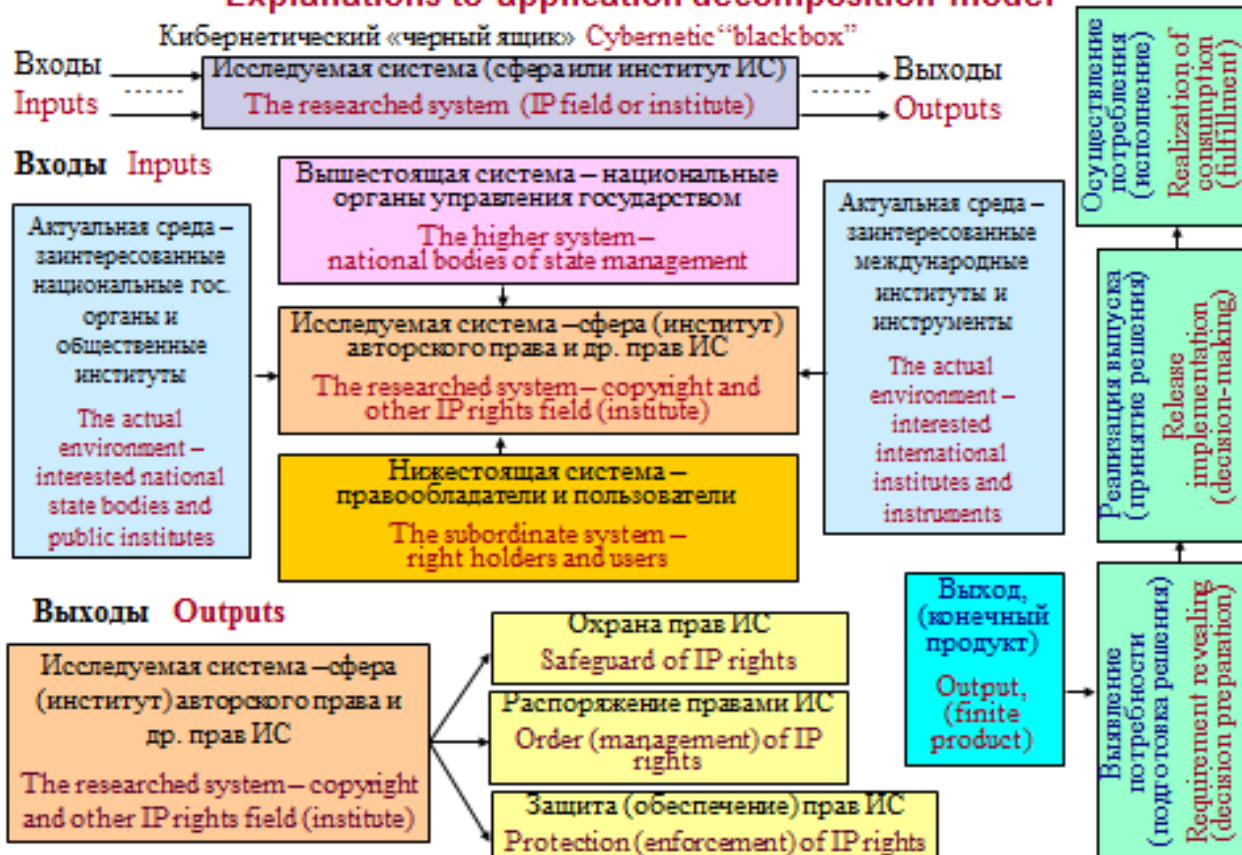 Explanations to application decomposition model
Кибернетический «черный ящик» Cybernetic “blackbox”
Входы
Inputs
Исследуемая система (сфера или институт ИС)
The researched system (IP field or institute)
Выходы
Outputs
Входы Inputs
Актуальная среда –
заинтересованные
национальные гос.
органы и
общественные
институты
The actual
environment –
interested national
state bodies and
public institutes
Вышестоящая система – национальные
органы управления государством
The higher system –
national bodies of state management
Исследуемая система –сфера (институт)
авторского права и др. прав ИС
The researched system – copyright and
other IP rights field (institute)
Нижестоящая система –
правообладатели и пользователи
The subordinate system –
right holders and users
Актуальная среда –
заинтересованные
международные
институты и
инструменты
The actual
environment –
interested
international
institutes and
instruments
Выходы Outputs
Исследуемая система –сфера
(институт) авторского права и
др. прав ИС
The researched system – copyright
and other IP rights field (institute)
Охрана прав ИС
Safeguard of IP rights
Распоряжение правами ИС
Order (management) of IP
rights
Защита (обеспечение) прав ИС
Protection (enforcement) of IP rights
Выход,
(конечный
продукт)
Output,
(finite
product)
Осуществление
потребления
(исполнение)
Realization of
consumption
(fulfillment)
Реализация выпуска
(принятие решения)
Release
implementation
(decision-making)
Выявление
потребности
(подготовка решения)
Requirement revealing
(decision preparation)